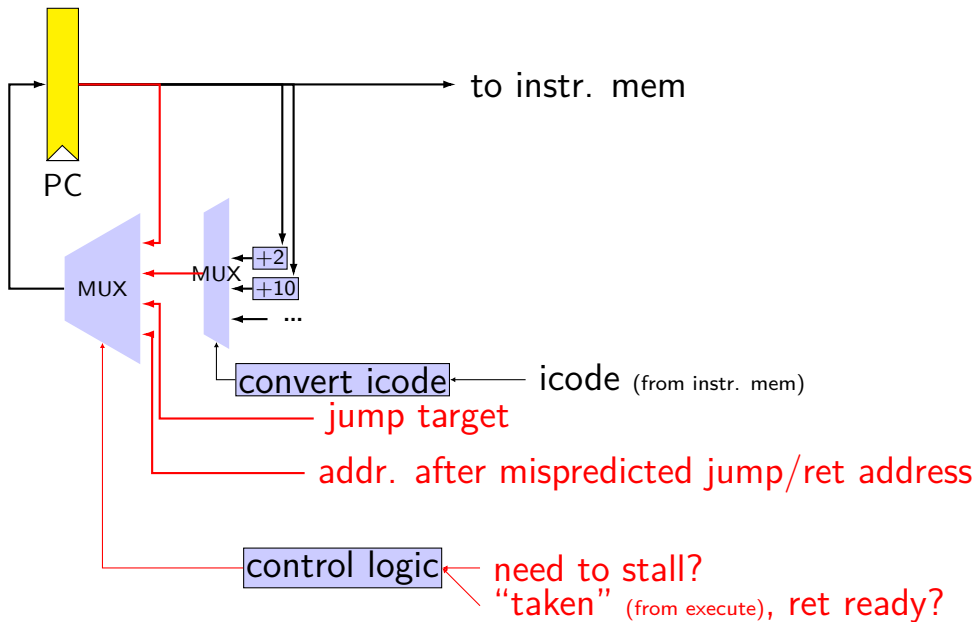 to instr. mem
PC
+2
MUX
MUX
+10
...
convert icode
icode (from instr. mem)
jump target
addr. after mispredicted jump/ret address
control logic
need to stall?
“taken” (from execute), ret ready?